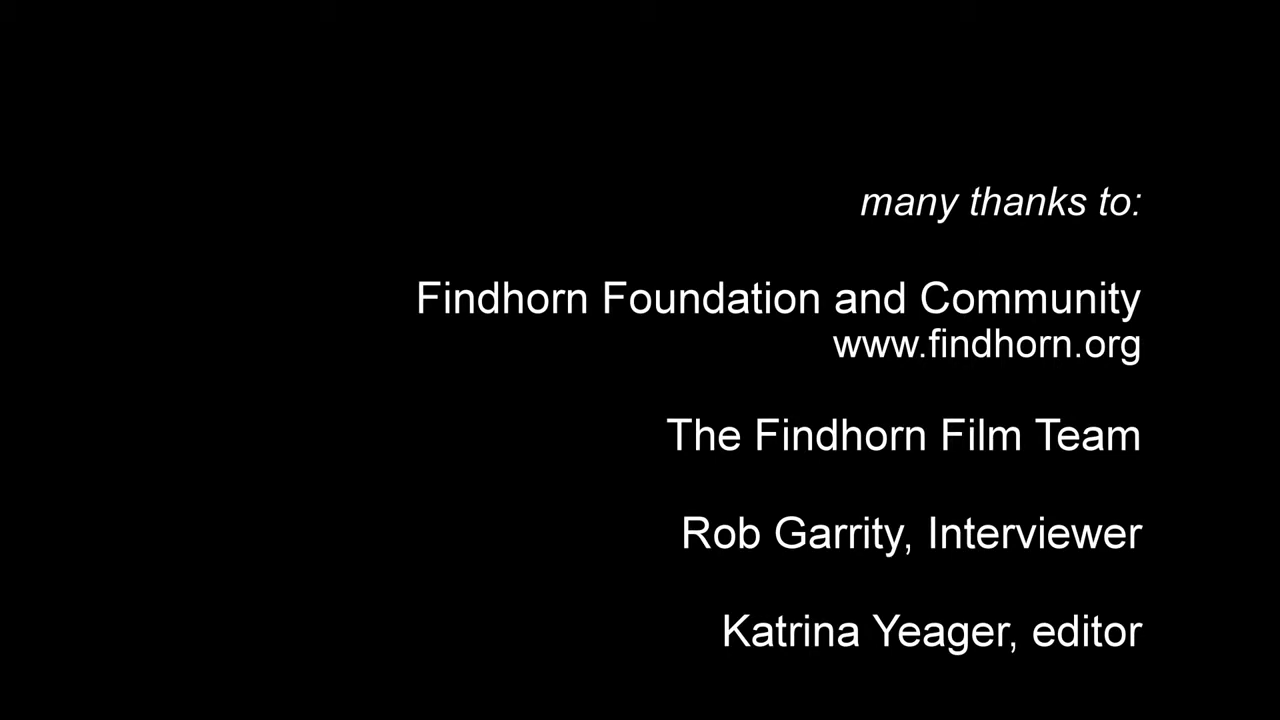 many thanks to:
Findhorn Foundation and Community
www.findhorn.org
The Findhorn Film Team
Rob Garrity, Interviewer
Katrina Yeager, editor